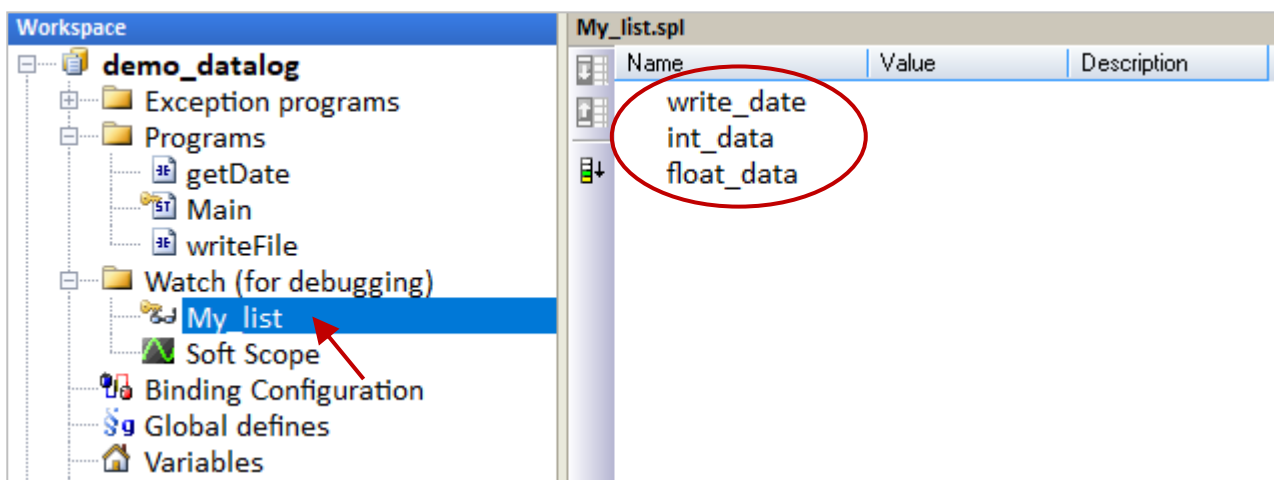 Workspace
demo_datalog
Exception programs
Programs
getDate
ST
Main
writeFile
Watch (for debugging)
My_list
Soft Scope
Binding Configuration
§g Global defines
Variables
My_list.spl
Name Value Description
write_date
int_data
float_data